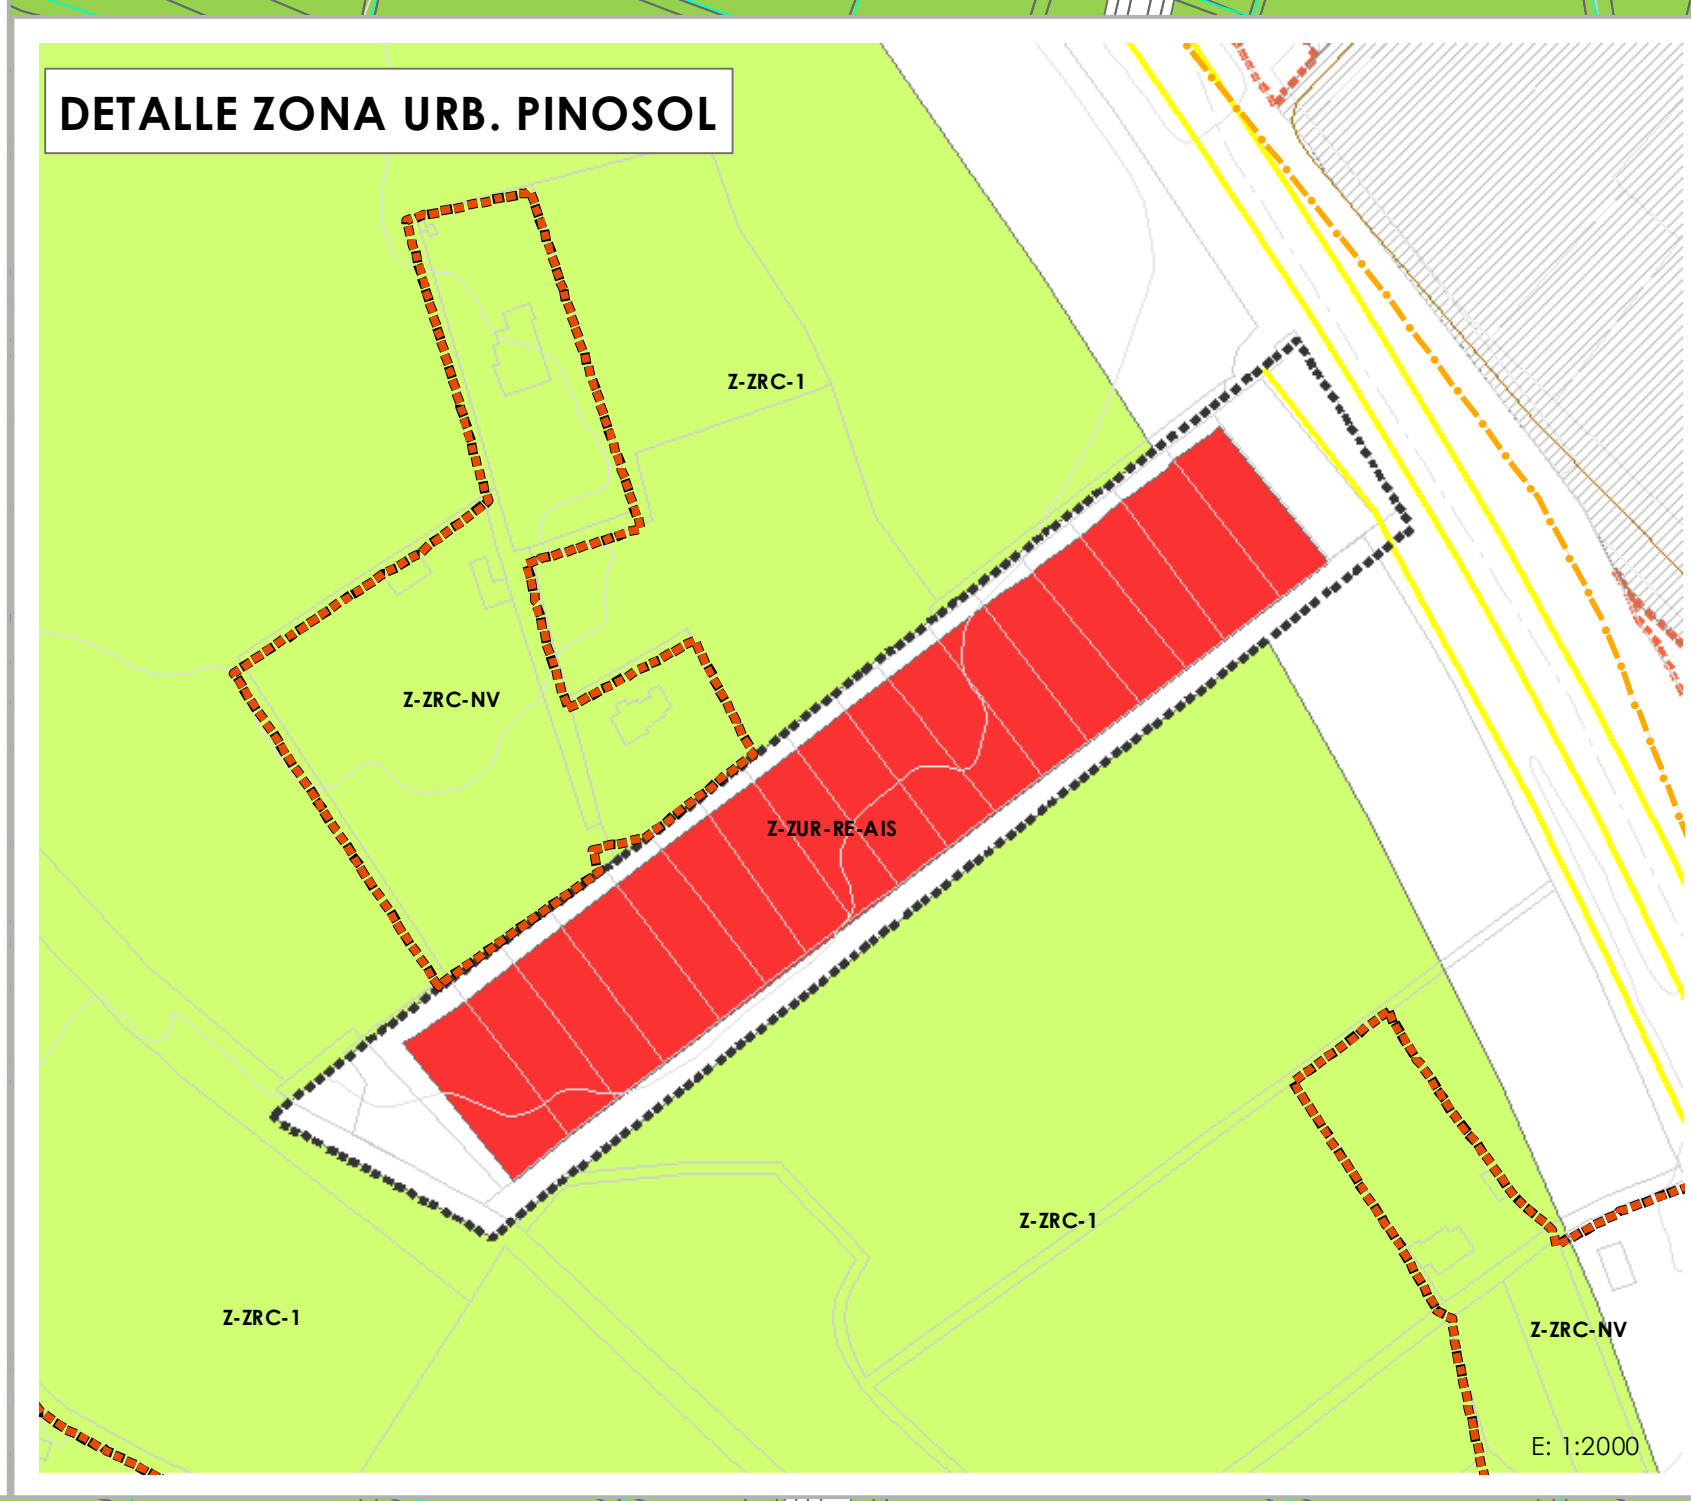 DETALLE ZONA URB. PINOSOL
Z-ZRC-1
Z-ZRC-NV
Z-ZUR-RE-AIS
Z-ZRC-1
Z-ZRC-1
Z-ZRC-NV
E: 1:2000